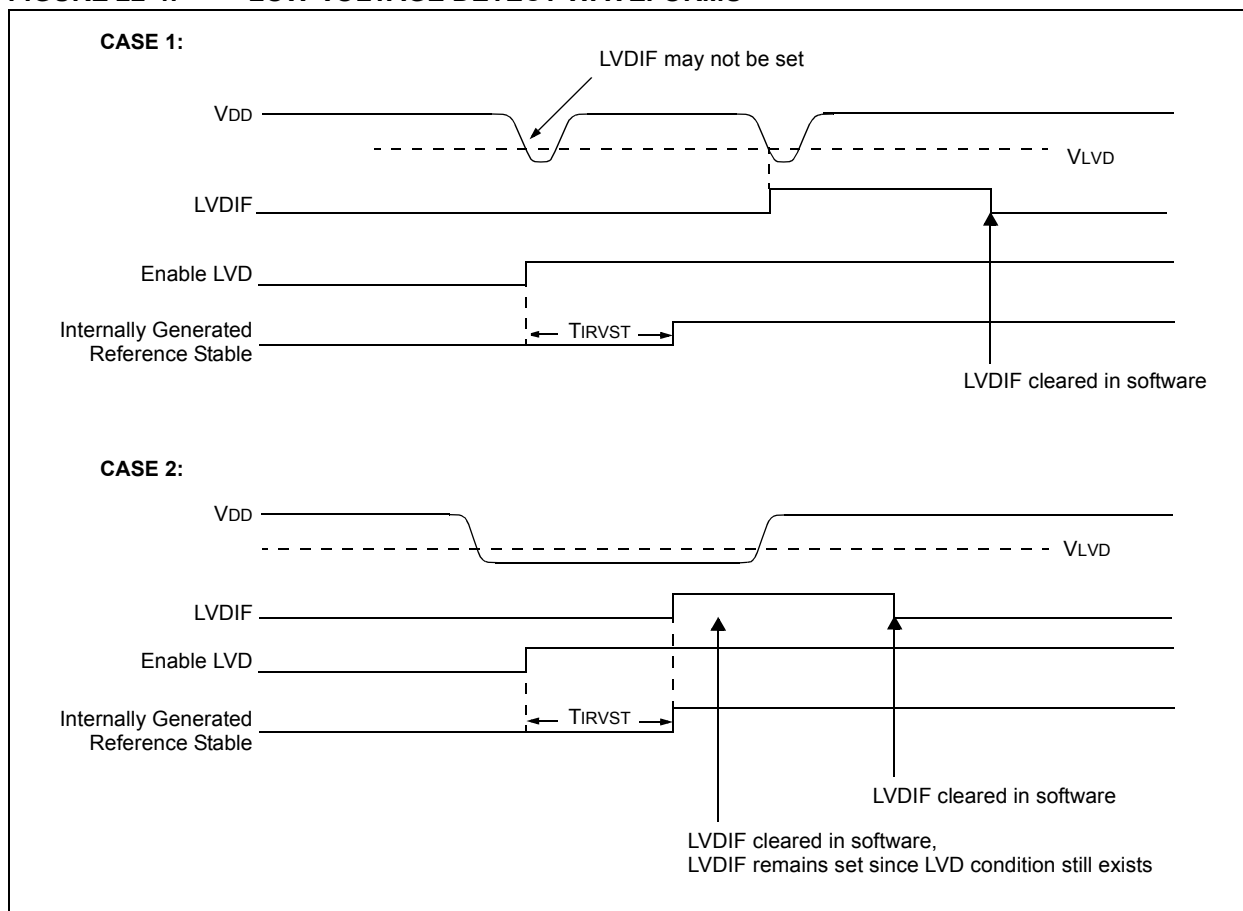 CASE 1:
LVDIF may not be set
VDD
VLVD
LVDIF
Enable LVD
Internally Generated
Reference Stable
TIRVST
LVDIF cleared in software
CASE 2:
VDD
VLVD
LVDIF
Enable LVD
Internally Generated
Reference Stable
TIRVST
LVDIF cleared in software
LVDIF cleared in software,
LVDIF remains set since LVD condition still exists